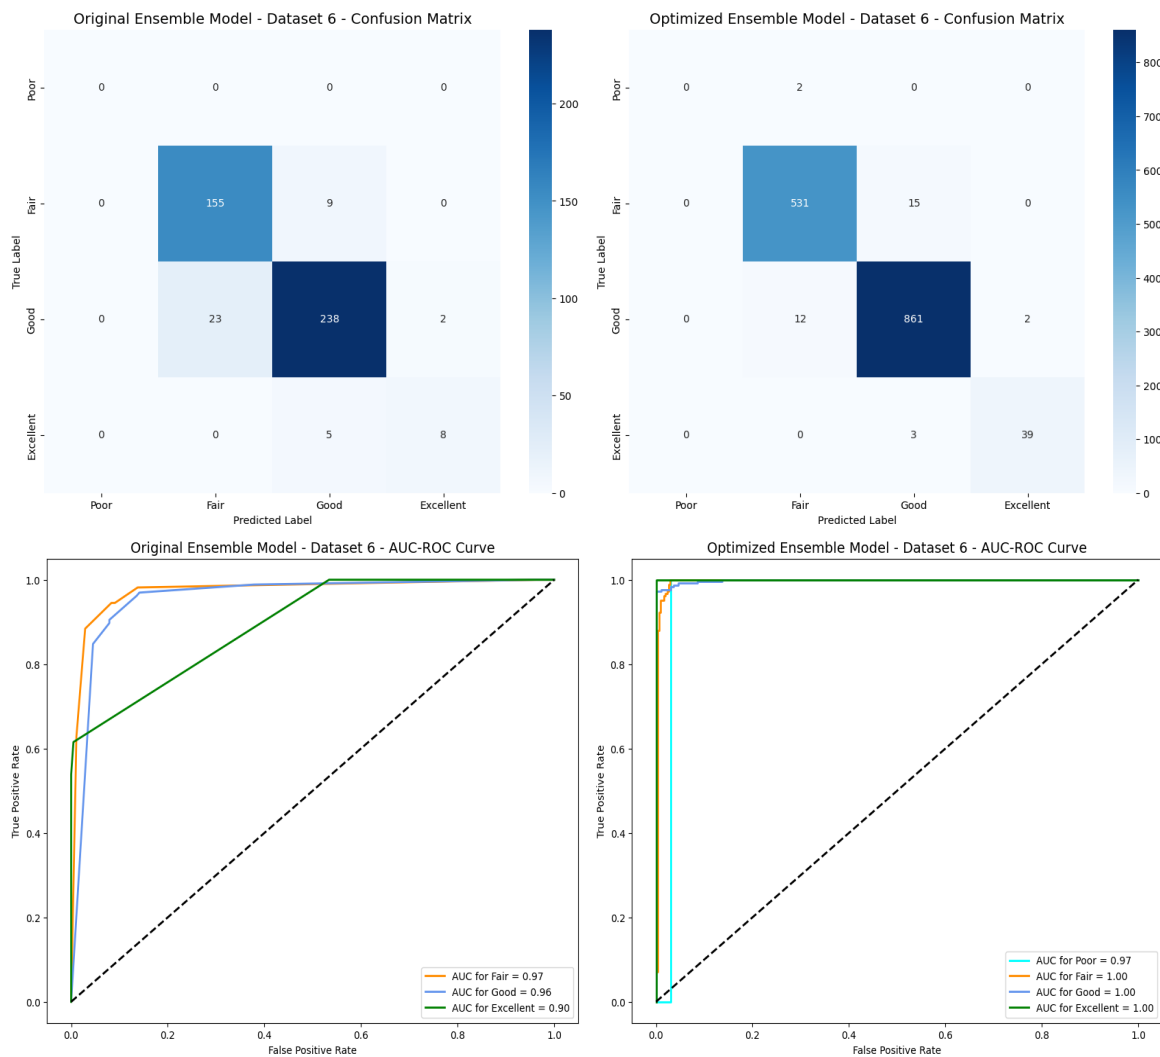 Original Ensemble Model - Dataset 6 - Confusion Matrix
Poor 0 0 0 0
Fair 0 155 9 0
Good 0 23 238 2
Excellent 0 0 5 8
True Label
Poor Fair Good Excellent
Predicted Label
200
150
100
50
0
Optimized Ensemble Model - Dataset 6 - Confusion Matrix
Poor 0 2 0 0
Fair 0 531 15 0
Good 0 12 861 2
Excellent 0 0 3 39
True Label
Poor Fair Good Excellent
Predicted Label
800
700
600
500
400
300
200
100
0
Original Ensemble Model - Dataset 6 - AUC-ROC Curve
1.0
0.8
0.6
0.4
0.2
0.0
True Positive Rate
AUC for Fair = 0.97
AUC for Good = 0.96
AUC for Excellent = 0.90
0.0 0.2 0.4 0.6 0.8 1.0
False Positive Rate
Optimized Ensemble Model - Dataset 6 - AUC-ROC Curve
1.0
0.8
0.6
0.4
0.2
0.0
True Positive Rate
AUC for Poor = 0.97
AUC for Fair = 1.00
AUC for Good = 1.00
AUC for Excellent = 1.00
0.0 0.2 0.4 0.6 0.8 1.0
False Positive Rate